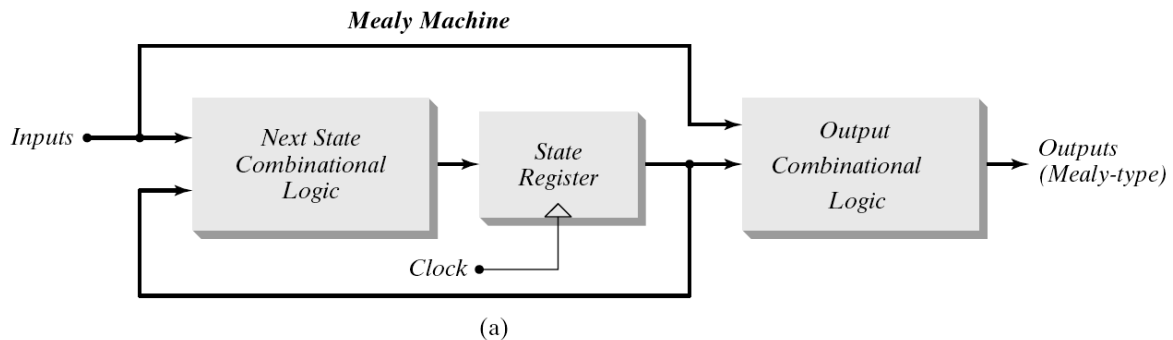 Mealy Machine
Inputs
Next State
Combinational
Logic
State
Register
Output
Combinational
Logic
Outputs
(Mealy-type)
Clock
(a)